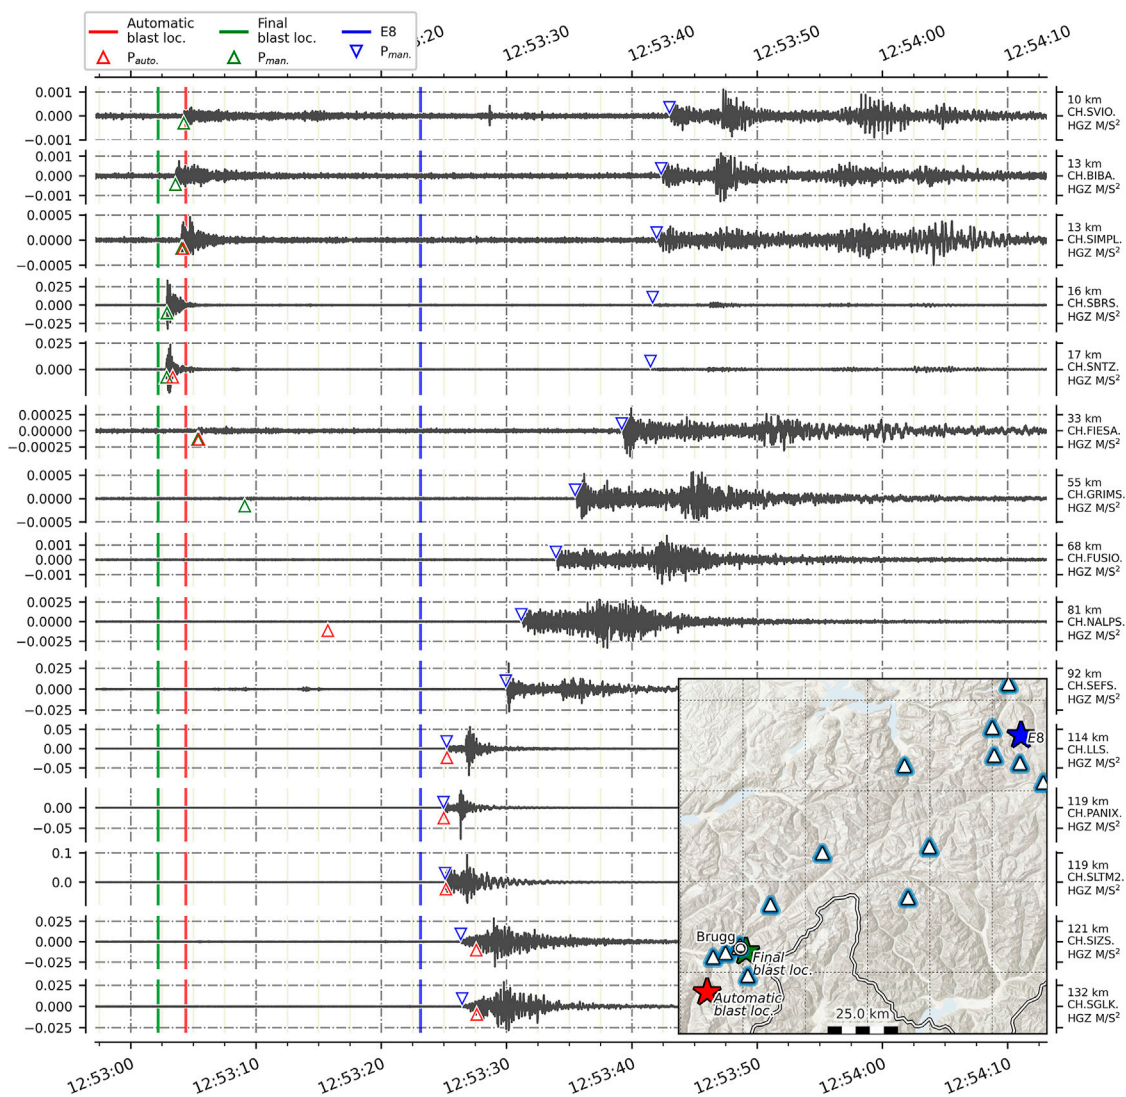 Automatic
blast loc.
Final
blast loc.
E8
P_auto.
P_man.
P_man.
:20
12:53:30
12:53:40
12:53:50
12:54:00
12:54:10
0.001
0.000
−0.001
10 km
CH.SVIO.
HGZ M/S²
0.001
0.000
−0.001
13 km
CH.BIBA.
HGZ M/S²
0.0005
0.0000
−0.0005
13 km
CH.SIMPL.
HGZ M/S²
0.025
0.000
−0.025
16 km
CH.SBRS.
HGZ M/S²
0.025
0.000
17 km
CH.SNTZ.
HGZ M/S²
0.00025
0.00000
−0.00025
33 km
CH.FIESA.
HGZ M/S²
0.0005
0.0000
−0.0005
55 km
CH.GRIMS.
HGZ M/S²
0.001
0.000
−0.001
68 km
CH.FUSIO.
HGZ M/S²
0.0025
0.0000
−0.0025
81 km
CH.NALPS.
HGZ M/S²
0.025
0.000
−0.025
92 km
CH.SEFS.
HGZ M/S²
0.05
0.00
−0.05
114 km
CH.LLS.
HGZ M/S²
0.00
−0.05
119 km
CH.PANIX.
HGZ M/S²
0.1
0.0
119 km
CH.SLTM2.
HGZ M/S²
0.025
0.000
−0.025
121 km
CH.SIZS.
HGZ M/S²
0.025
0.000
−0.025
132 km
CH.SGLK.
HGZ M/S²
E8
Brugg
Final
blast loc.
Automatic
blast loc.
25.0 km
12:53:00
12:53:10
12:53:20
12:53:30
12:53:40
12:53:50
12:54:00
12:54:10